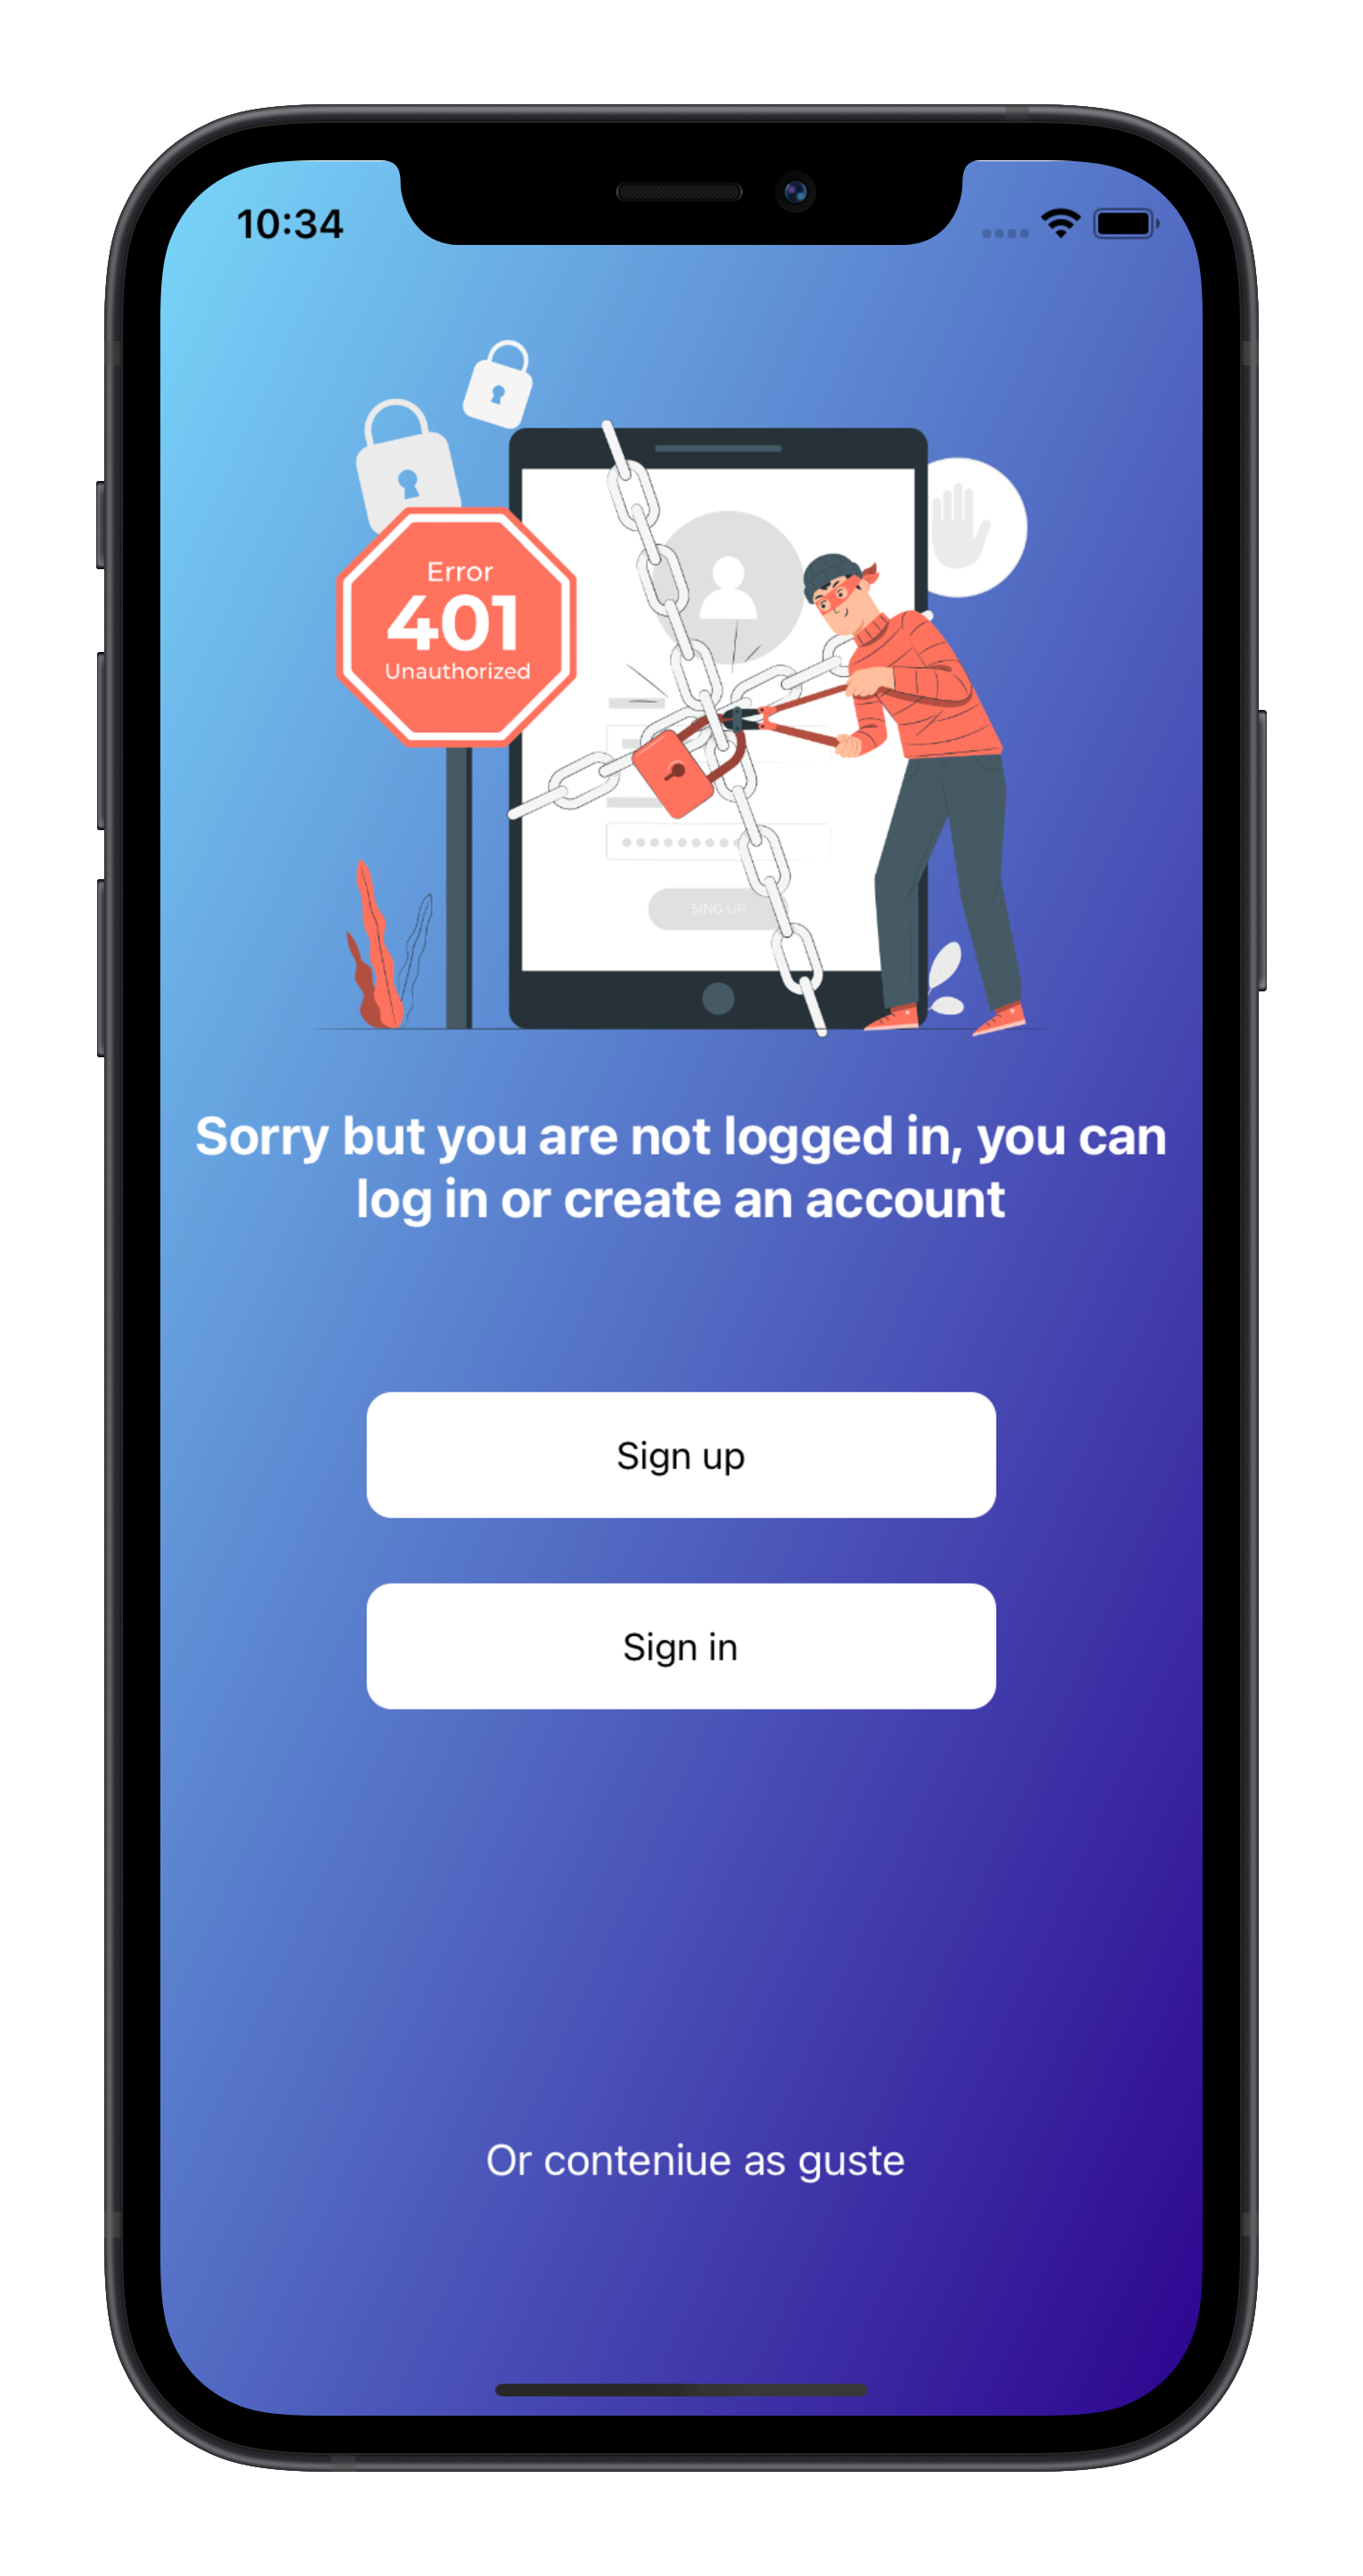 10:34
Error
401
Unauthorized
SING UP
Sorry but you are not logged in, you can
log in or create an account
Sign up
Sign in
Or conteniue as guste